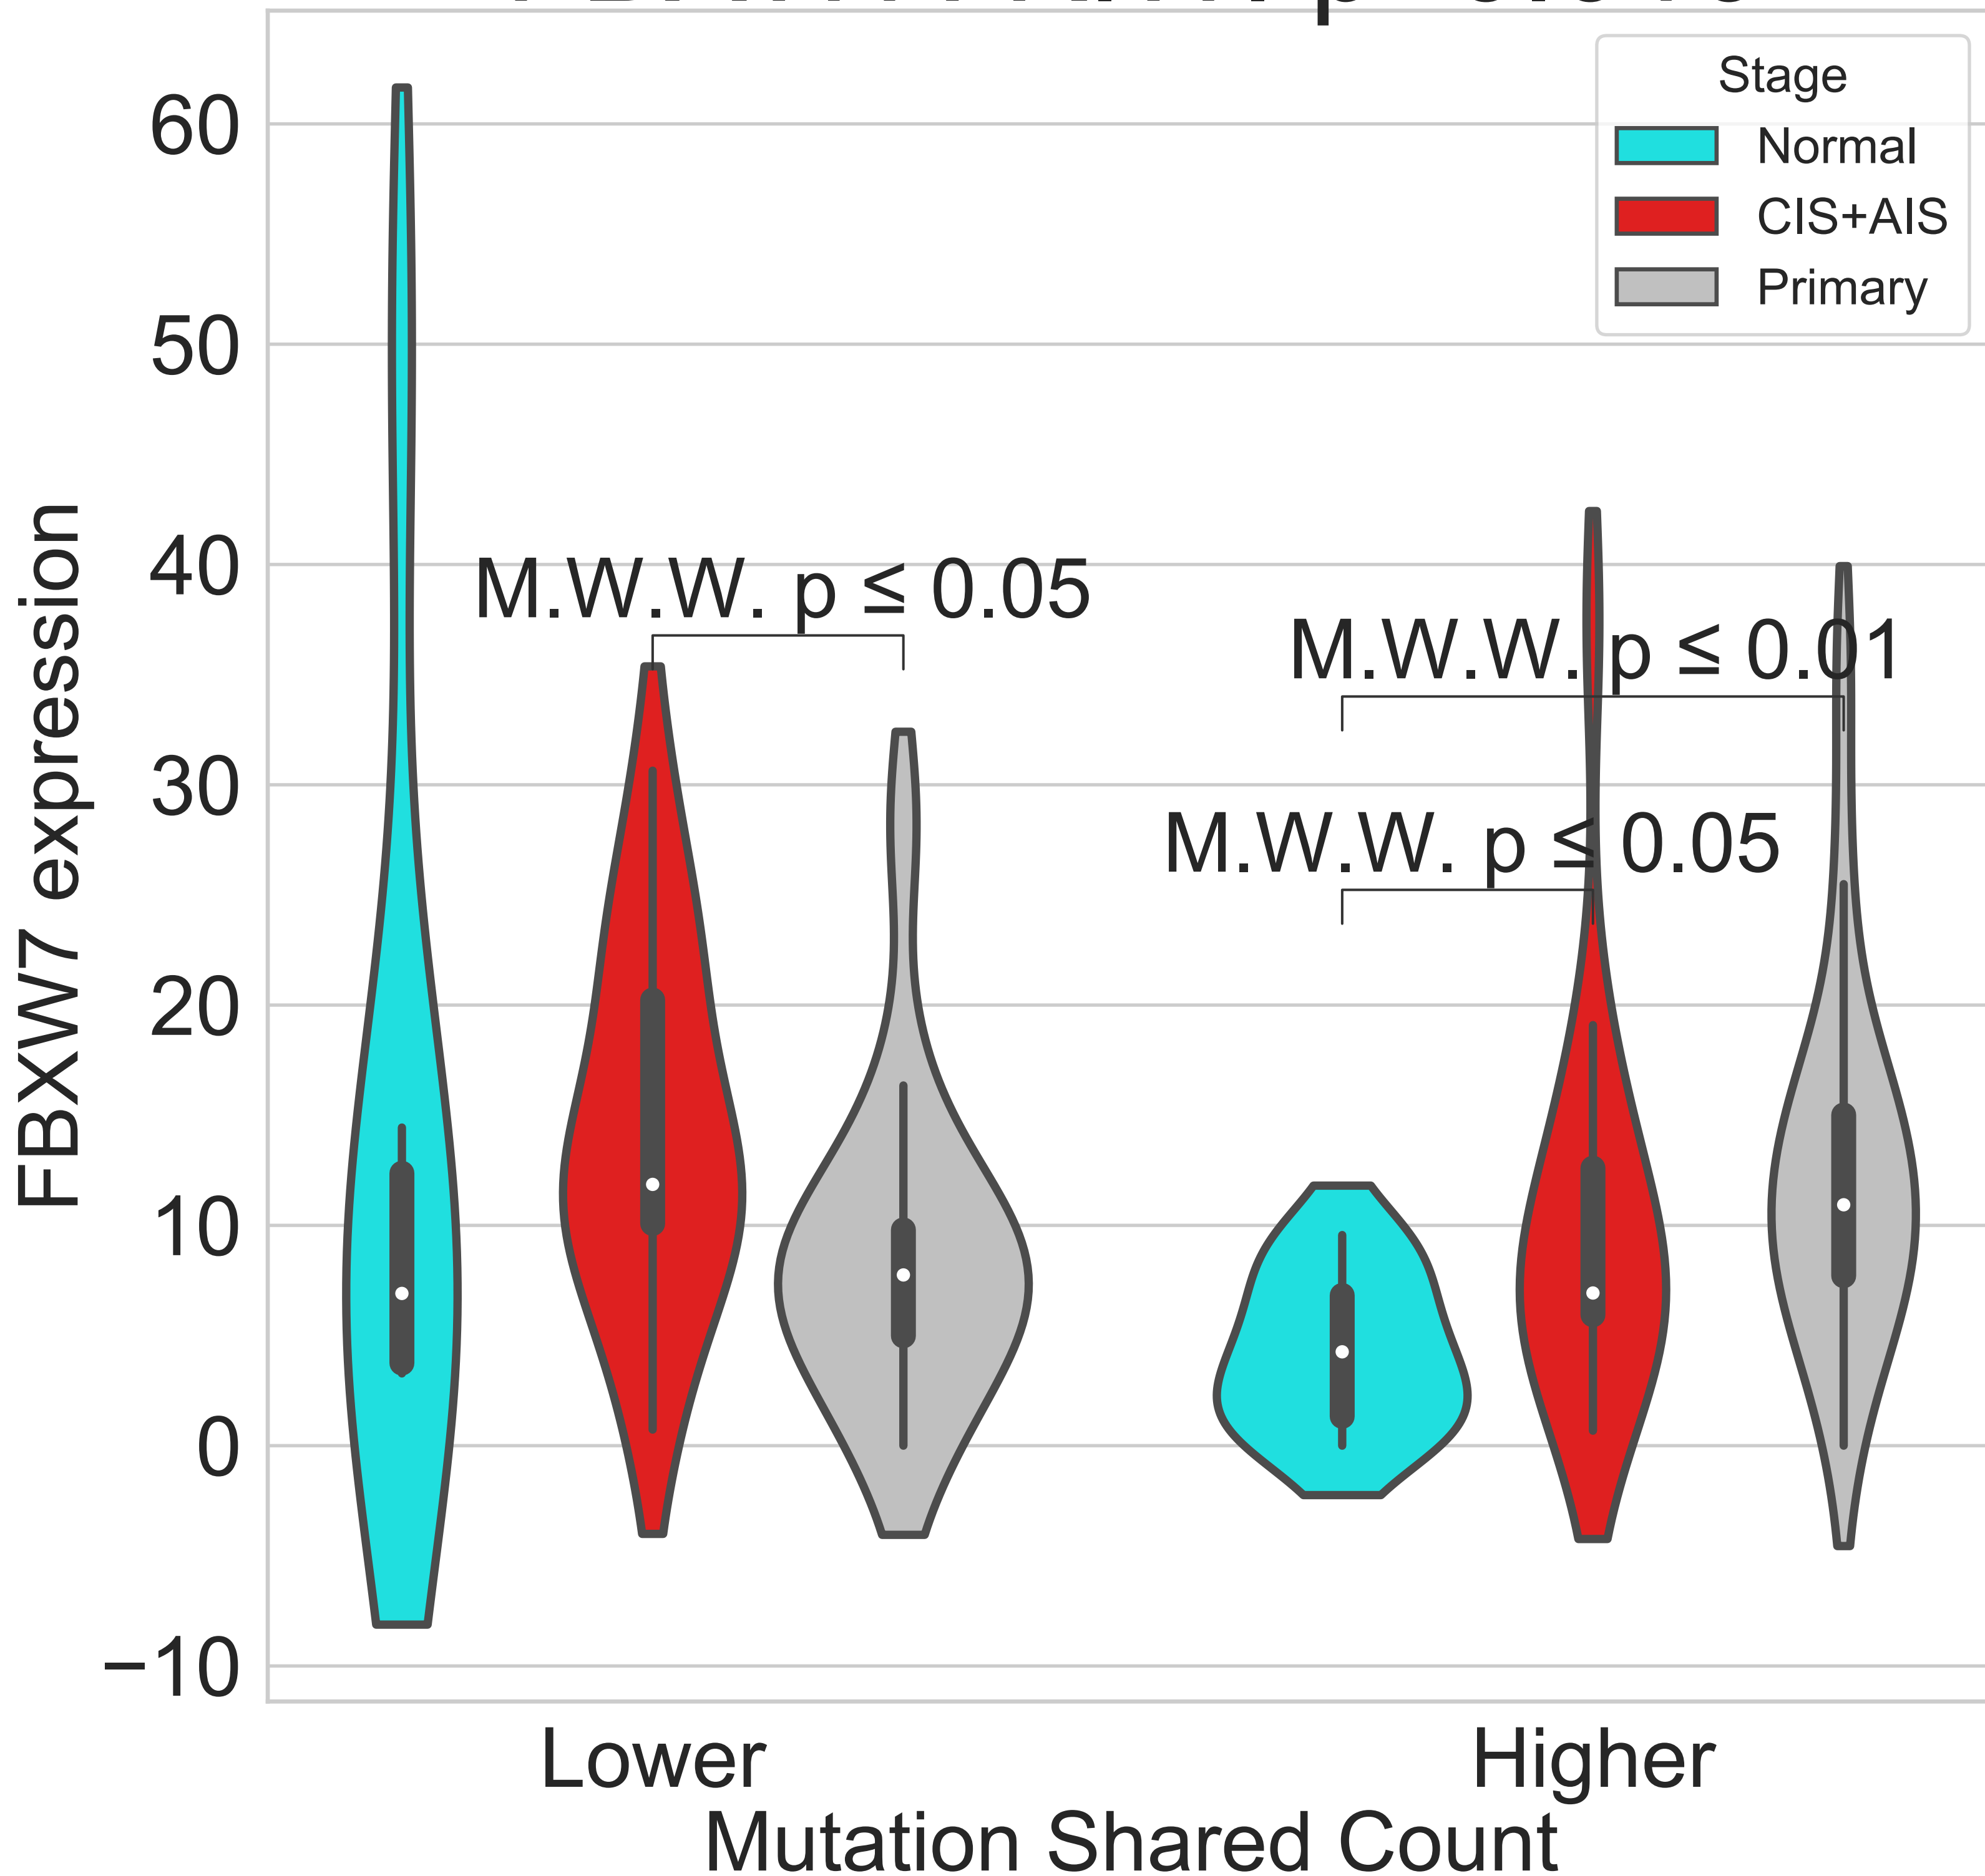 Stage
Normal
CIS+AIS
Primary
60
50
40
30
20
10
0
−10
FBXW7 expression
M.W.W. p ≤ 0.05
M.W.W. p ≤ 0.01
M.W.W. p ≤ 0.05
Lower
Higher
Mutation Shared Count